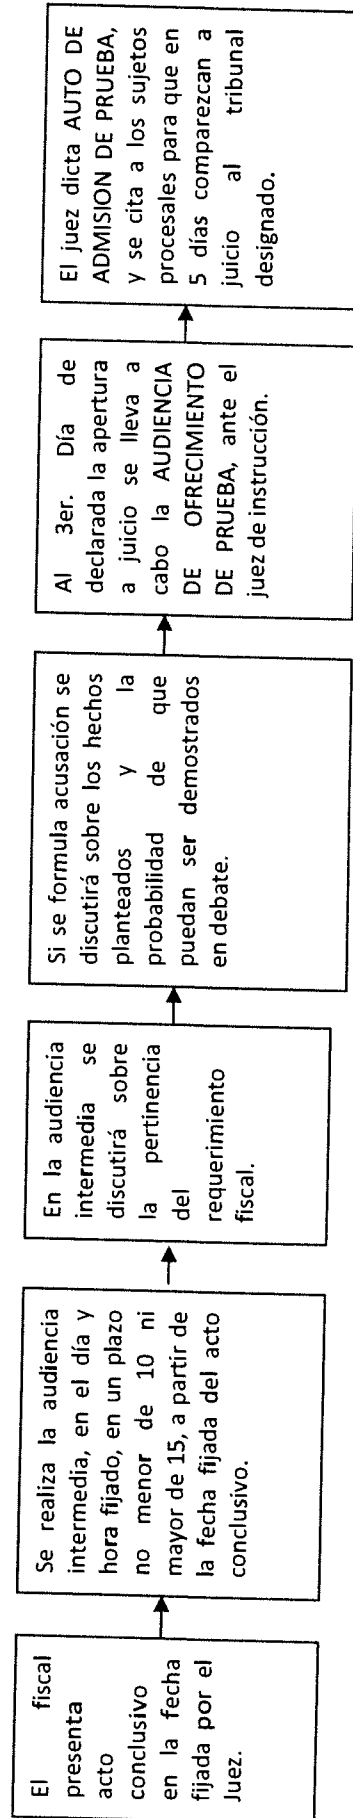 El fiscal
presenta
acto
conclusivo
en la fecha
fijada por el
Juez.
Se realiza la audiencia
intermedia, en el día y
hora fijado, en un plazo
no menor de 10 ni
mayor de 15, a partir de
la fecha fijada del acto
conclusivo.
En la audiencia
intermedia se
discutirá sobre
la pertinencia
del
requerimiento
fiscal.
Si se formula acusación se
discutirá sobre los hechos
planteados y la
probabilidad de que
puedan ser demostrados
en debate.
Al 3er. Día de
declarada la apertura
a juicio se lleva a
cabo la AUDIENCIA
DE OFRECIMIENTO
DE PRUEBA, ante el
juez de instrucción.
El juez dicta AUTO DE
ADMISION DE PRUEBA,
y se cita a los sujetos
procesales para que en
5 días comparezcan a
juicio al tribunal
designado.